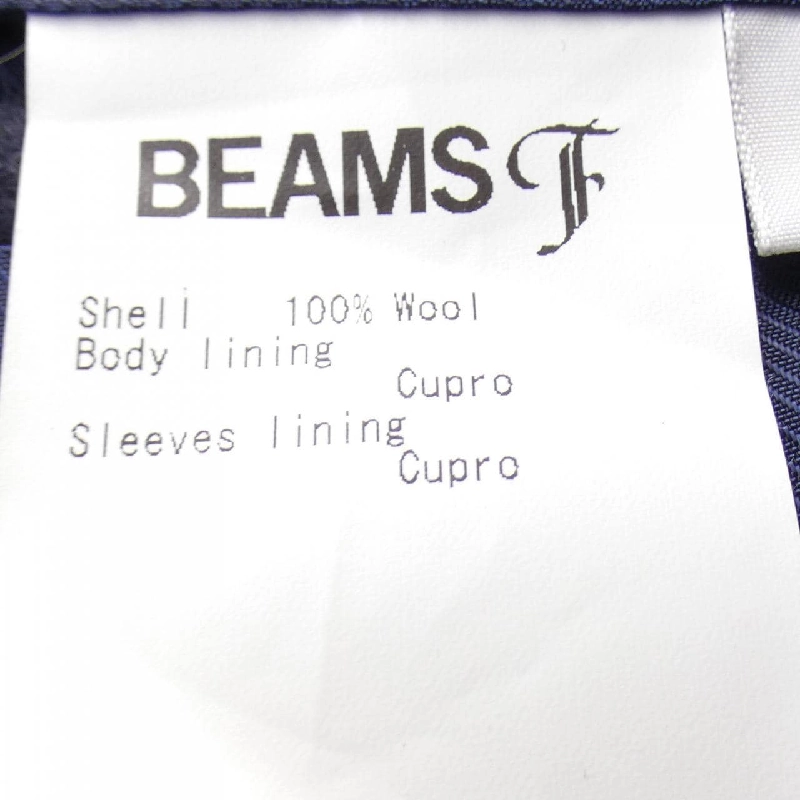 BEAMS F
Shell 100% Wool
Body lining
Cupro
Sleeves lining
Cupro